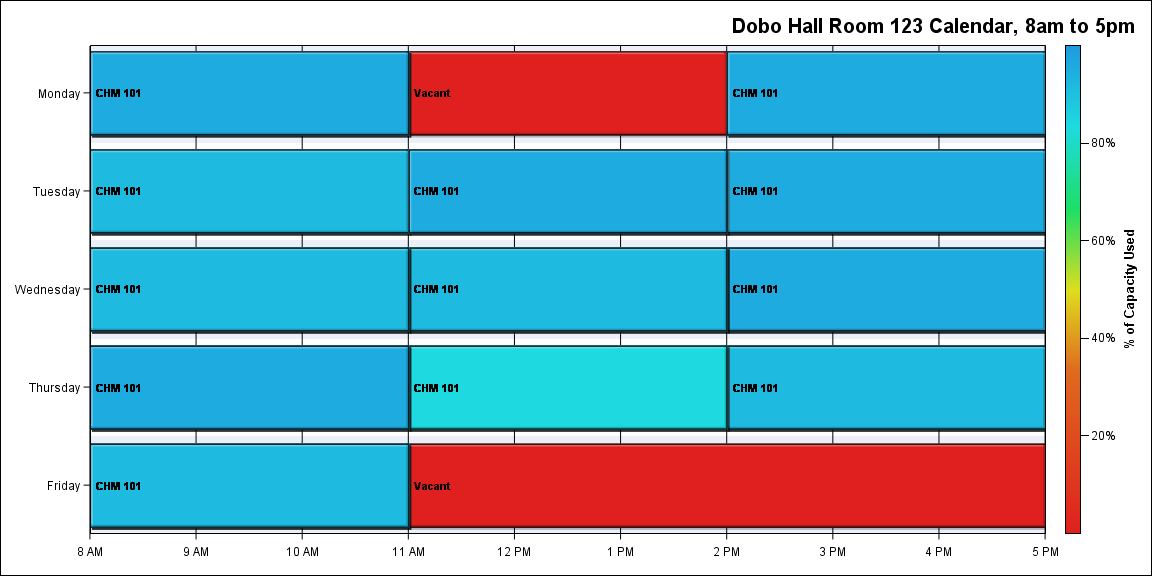 Dobo Hall Room 123 Calendar, 8am to 5pm
Monday
CHM 101
Vacant
CHM 101
Tuesday
CHM 101
CHM 101
CHM 101
Wednesday
CHM 101
CHM 101
CHM 101
Thursday
CHM 101
CHM 101
CHM 101
Friday
CHM 101
Vacant
8 AM
9 AM
10 AM
11 AM
12 PM
1 PM
2 PM
3 PM
4 PM
5 PM
80%
60%
40%
20%
% of Capacity Used